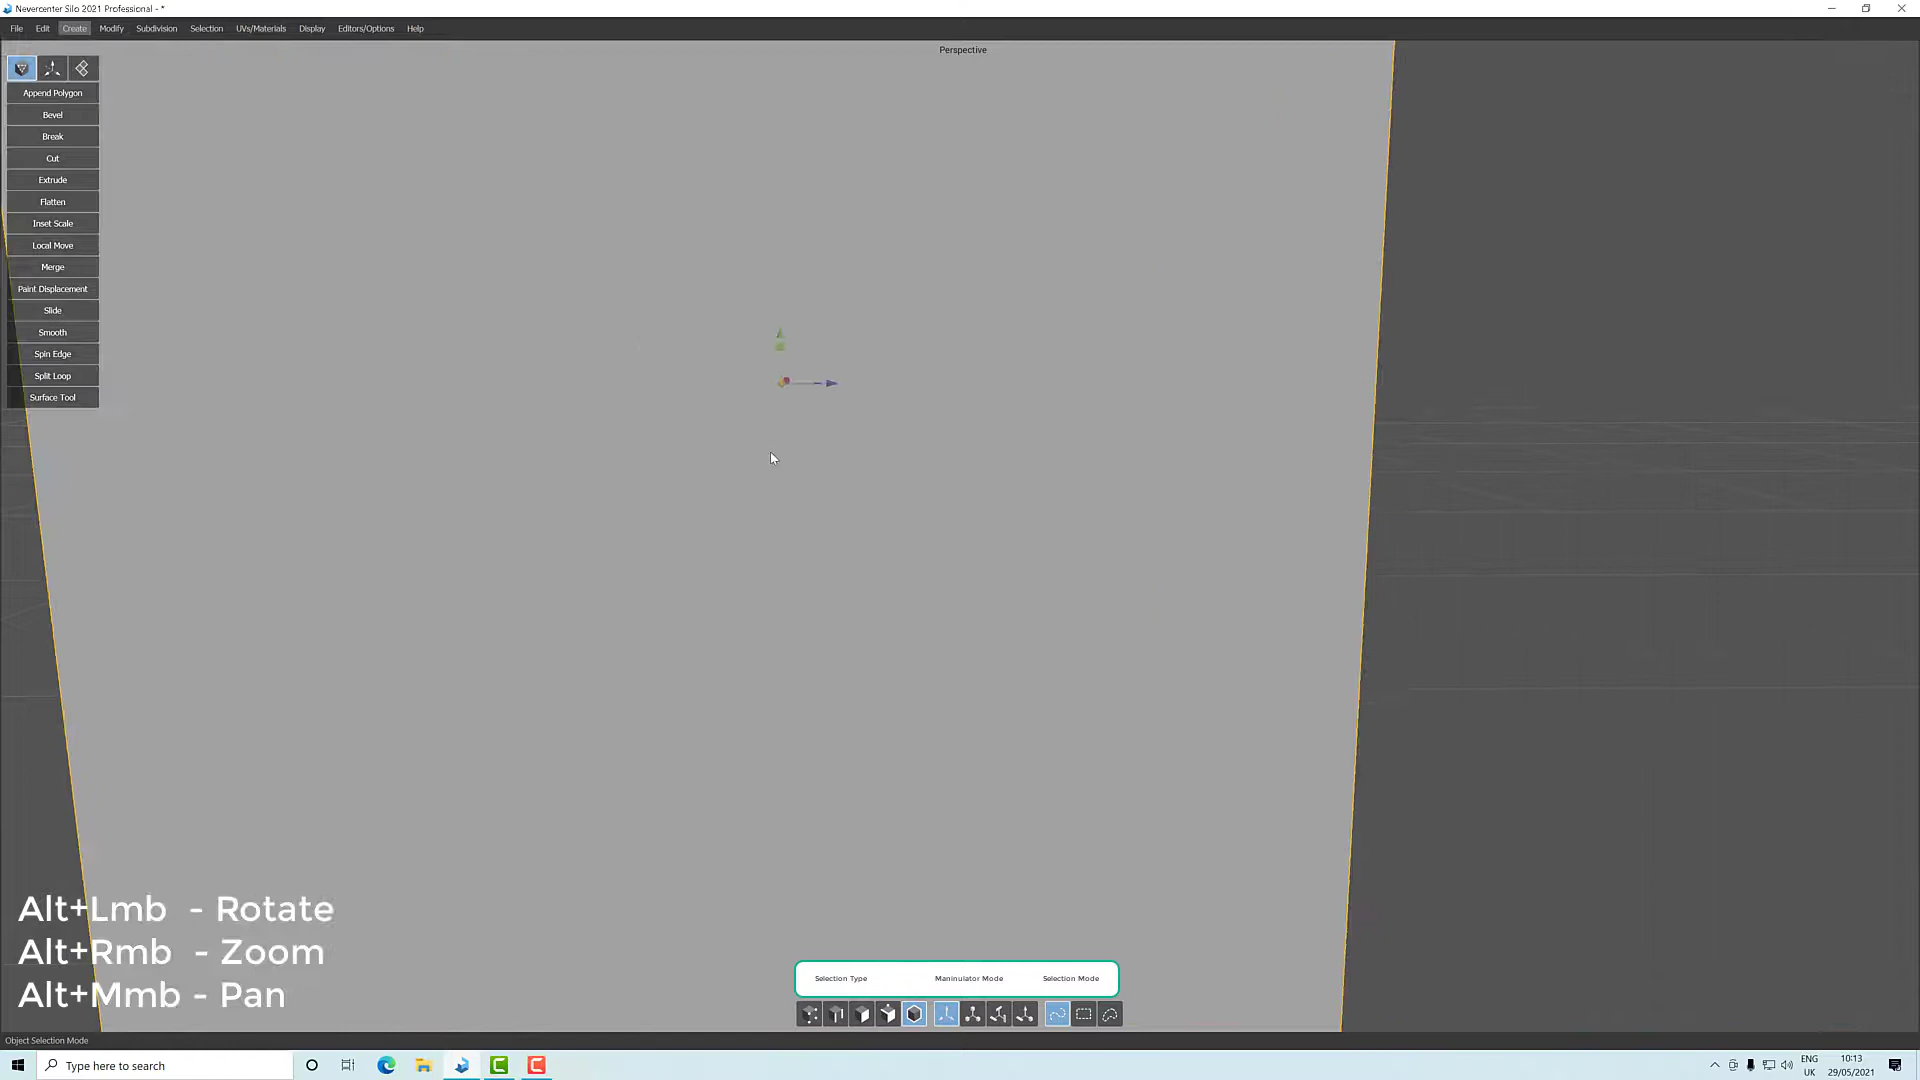 Nevercenter Silo 2021 Professional - *
File Edit Create Modify Subdivision Selection UVs/Materials Display Editors/Options Help
Perspective
Append Polygon
Bevel
Break
Cut
Extrude
Flatten
Inset Scale
Local Move
Merge
Paint Displacement
Slide
Smooth
Spin Edge
Split Loop
Surface Tool
Alt+Lmb - Rotate
Alt+Rmb - Zoom
Alt+Mmb - Pan
Selection Type Maninulator Mode Selection Mode
Object Selection Mode
Type here to search
ENG
UK
10:13
29/05/2021